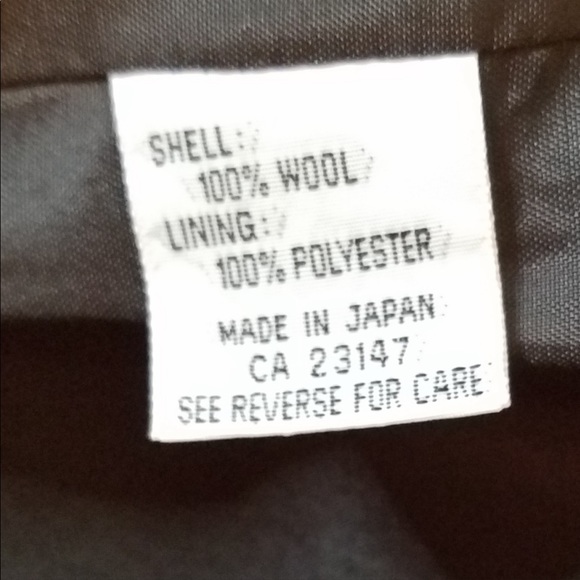 SHELL:
100% WOOL
LINING:
100% POLYESTER
MADE IN JAPAN
CA 23147
SEE REVERSE FOR CARE